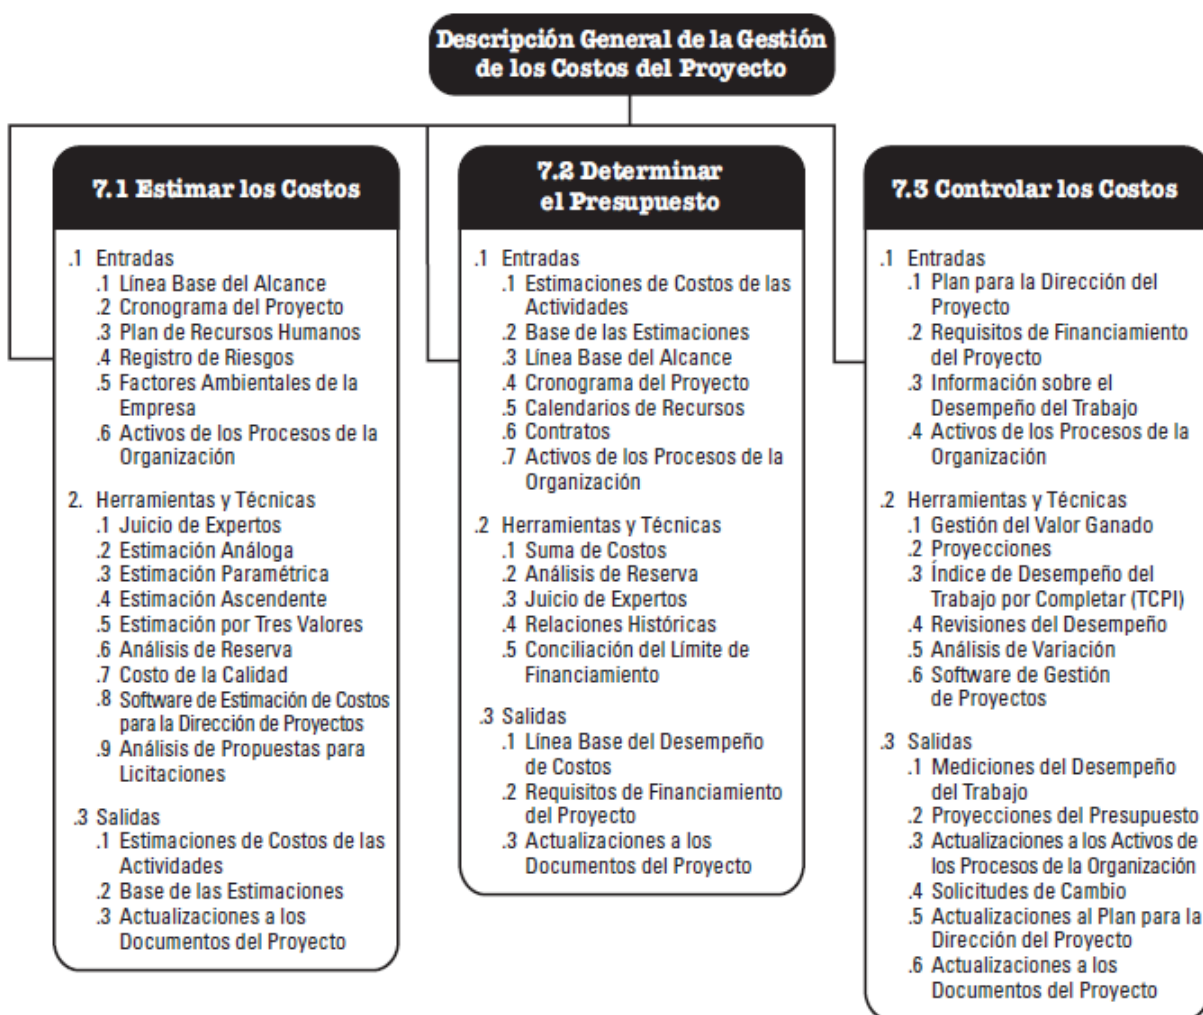 Descripción General de la Gestión
de los Costos del Proyecto
7.1 Estimar los Costos
.1 Entradas
.1 Línea Base del Alcance
.2 Cronograma del Proyecto
.3 Plan de Recursos Humanos
.4 Registro de Riesgos
.5 Factores Ambientales de la
Empresa
.6 Activos de los Procesos de la
Organización
2. Herramientas y Técnicas
.1 Juicio de Expertos
.2 Estimación Análoga
.3 Estimación Paramétrica
.4 Estimación Ascendente
.5 Estimación por Tres Valores
.6 Análisis de Reserva
.7 Costo de la Calidad
.8 Software de Estimación de Costos
para la Dirección de Proyectos
.9 Análisis de Propuestas para
Licitaciones
.3 Salidas
.1 Estimaciones de Costos de las
Actividades
.2 Base de las Estimaciones
.3 Actualizaciones a los
Documentos del Proyecto
7.2 Determinar
el Presupuesto
.1 Entradas
.1 Estimaciones de Costos de las
Actividades
.2 Base de las Estimaciones
.3 Línea Base del Alcance
.4 Cronograma del Proyecto
.5 Calendarios de Recursos
.6 Contratos
.7 Activos de los Procesos de la
Organización
.2 Herramientas y Técnicas
.1 Suma de Costos
.2 Análisis de Reserva
.3 Juicio de Expertos
.4 Relaciones Históricas
.5 Conciliación del Límite de
Financiamiento
.3 Salidas
.1 Línea Base del Desempeño
de Costos
.2 Requisitos de Financiamiento
del Proyecto
.3 Actualizaciones a los
Documentos del Proyecto
7.3 Controlar los Costos
.1 Entradas
.1 Plan para la Dirección del
Proyecto
.2 Requisitos de Financiamiento
del Proyecto
.3 Información sobre el
Desempeño del Trabajo
.4 Activos de los Procesos de la
Organización
.2 Herramientas y Técnicas
.1 Gestión del Valor Ganado
.2 Proyecciones
.3 Índice de Desempeño del
Trabajo por Completar (TCPI)
.4 Revisiones del Desempeño
.5 Análisis de Variación
.6 Software de Gestión
de Proyectos
.3 Salidas
.1 Mediciones del Desempeño
del Trabajo
.2 Proyecciones del Presupuesto
.3 Actualizaciones a los Activos de
los Procesos de la Organización
.4 Solicitudes de Cambio
.5 Actualizaciones al Plan para la
Dirección del Proyecto
.6 Actualizaciones a los
Documentos del Proyecto